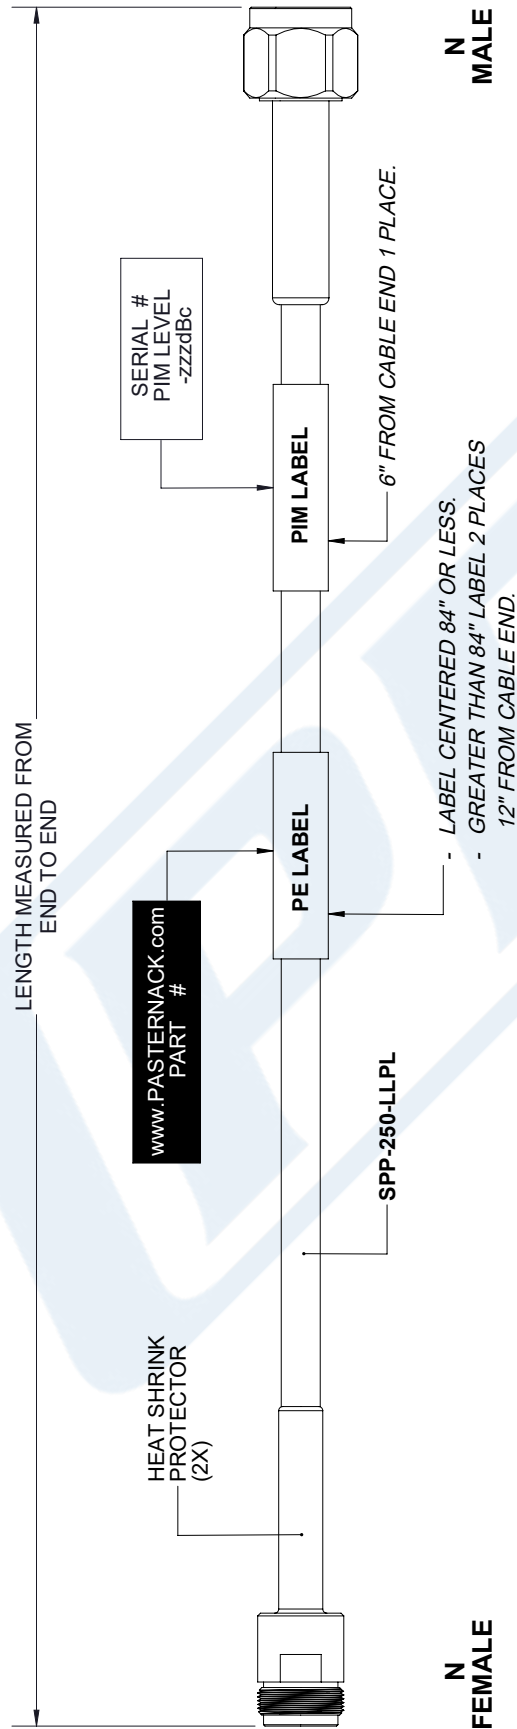 LENGTH MEASURED FROM
END TO END
HEAT SHRINK
PROTECTOR
(2X)
www.PASTERNACK.com
PART #
SERIAL #
PIM LEVEL
-zzzdBc
PE LABEL
PIM LABEL
SPP-250-LLPL
6" FROM CABLE END 1 PLACE.
- LABEL CENTERED 84" OR LESS.
- GREATER THAN 84" LABEL 2 PLACES
12" FROM CABLE END.
N
FEMALE
N
MALE